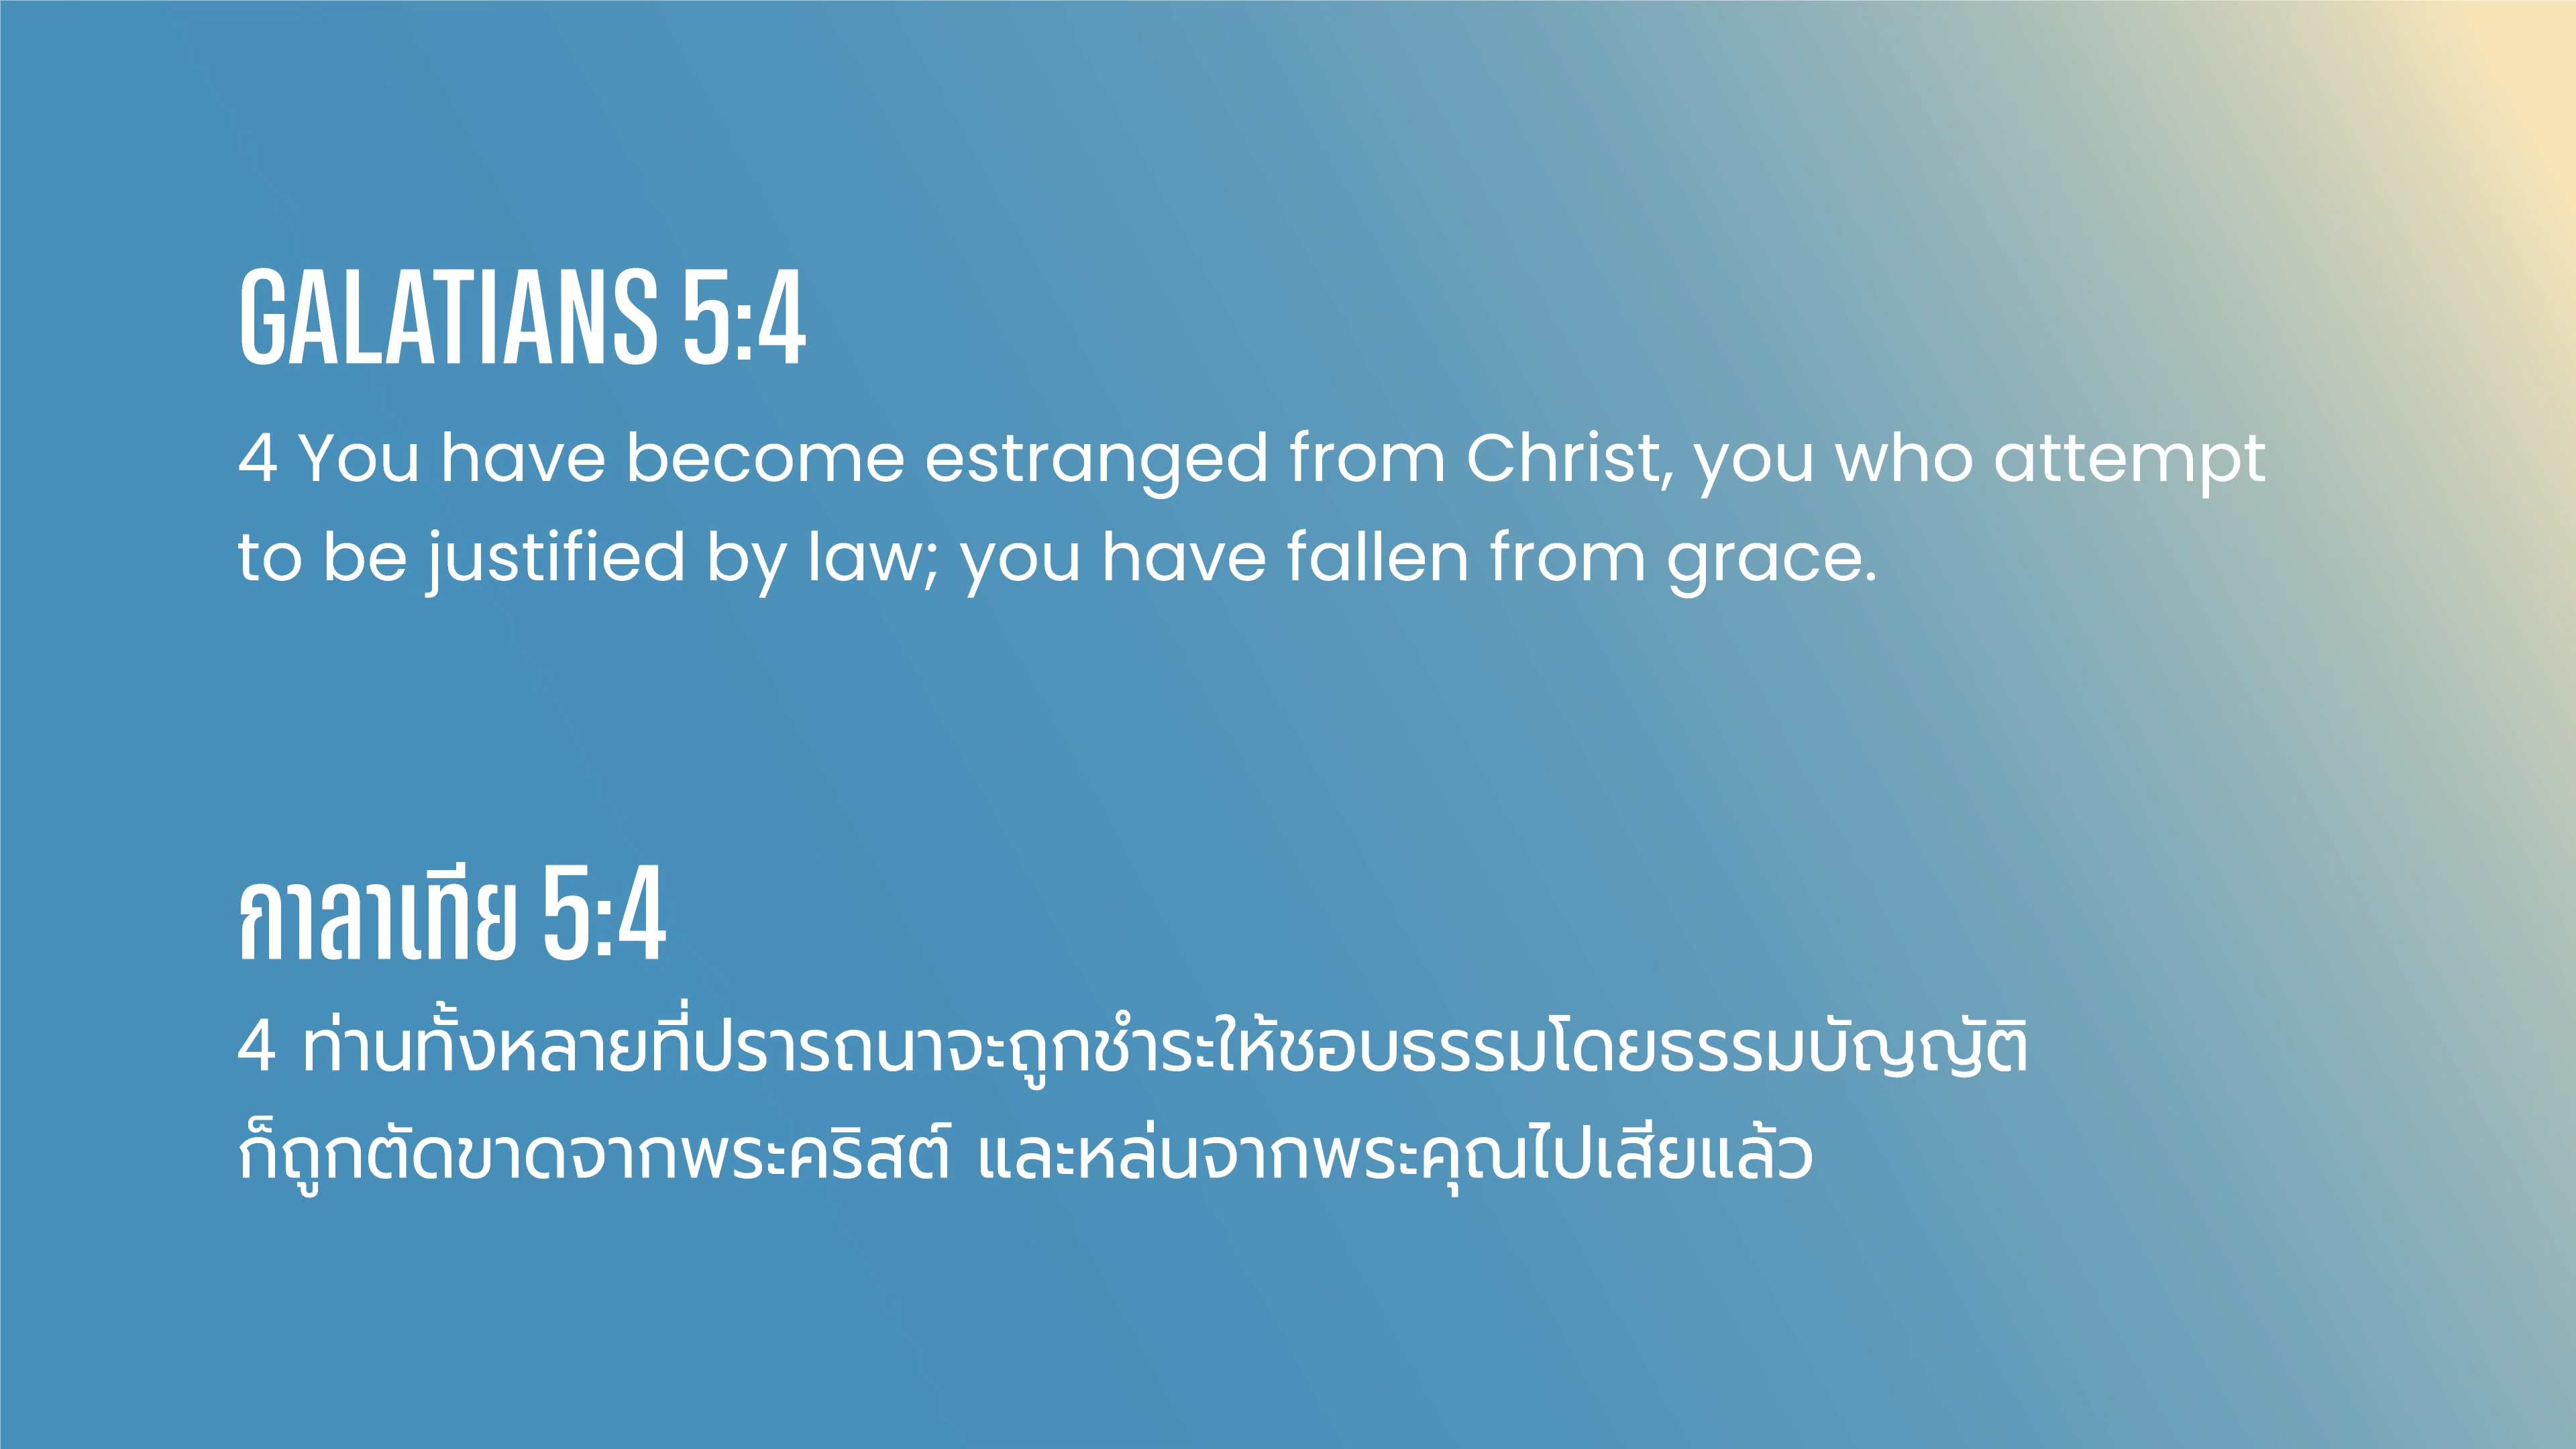 GALATIANS 5:4
4 You have become estranged from Christ, you who attempt
to be justified by law; you have fallen from grace.
กาลาเทีย 5:4
4 ท่านทั้งหลายที่ปรารถนาจะถูกชำระให้ชอบธรรมโดยธรรมบัญญัติ
ก็ถูกตัดขาดจากพระคริสต์ และหล่นจากพระคุณไปเสียแล้ว